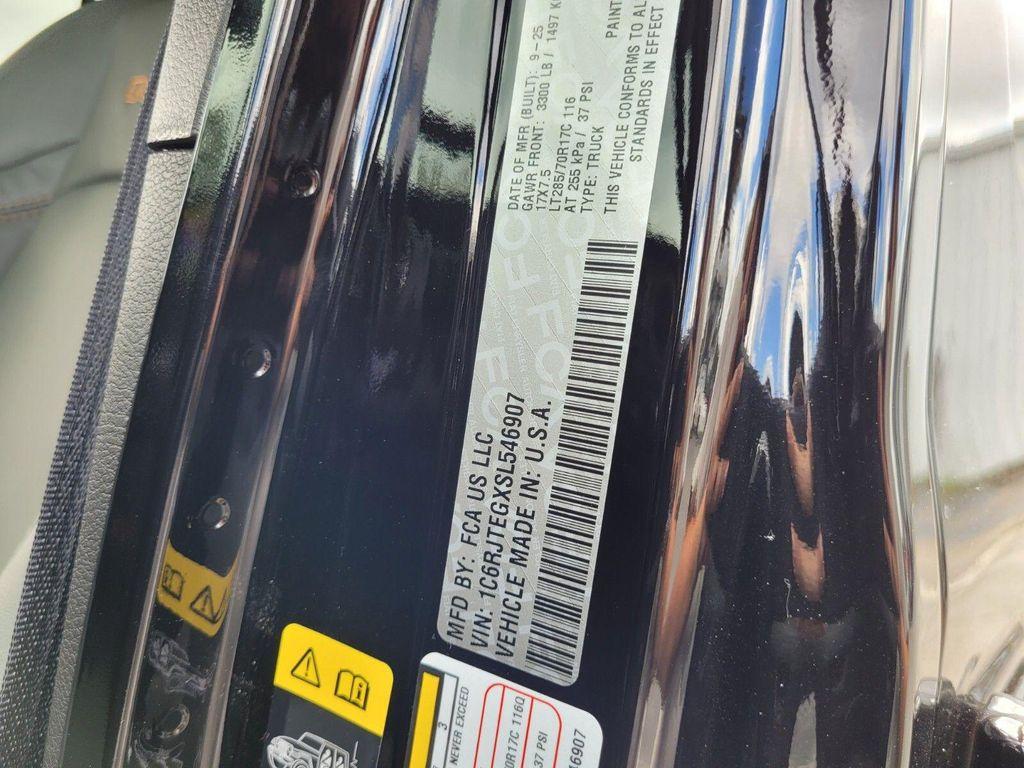 MFD BY: FCA US LLC
DATE OF MFR (BUILT): 9-25
GAWR FRONT: 3300 LB / 1497 K
17X7.5
LT285/70R17C 116
AT 255 kPa / 37 PSI
TYPE: TRUCK
PAINT
VIN: 1C6RJTEGXSL546907
VEHICLE MADE IN: U.S.A.
THIS VEHICLE CONFORMS TO AL
STANDARDS IN EFFECT
3
NEVER EXCEED
0R17C 116Q
37 PSI
46907